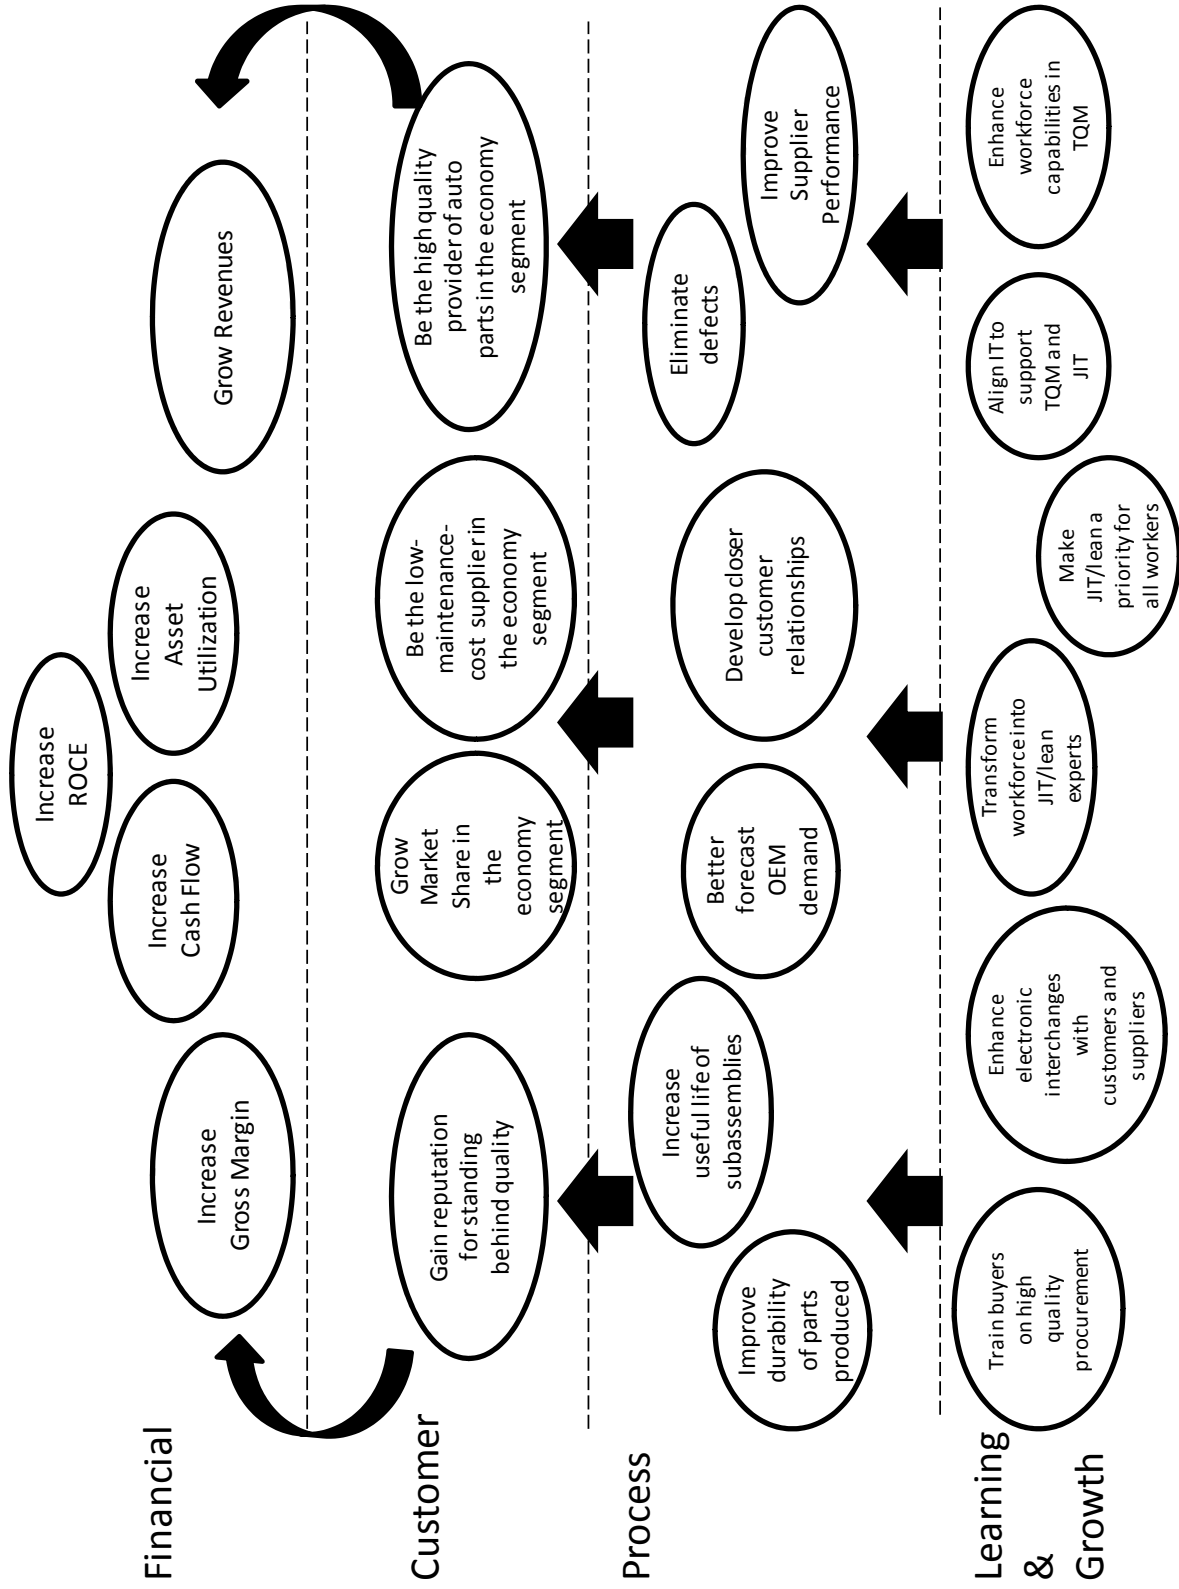 Financial
Increase
ROCE
Increase
Gross Margin
Increase
Cash Flow
Increase
Asset
Utilization
Grow Revenues
Customer
Gain reputation
for standing
behind quality
Grow
Market
Share in
the
economy
segment
Be the low-
maintenance-
cost supplier in
the economy
segment
Be the high quality
provider of auto
parts in the economy
segment
Process
Improve
durability
of parts
produced
Increase
useful life of
subassemblies
Better
forecast
OEM
demand
Develop closer
customer
relationships
Eliminate
defects
Improve
Supplier
Performance
Learning
&
Growth
Train buyers
on high
quality
procurement
Enhance
electronic
interchanges
with
customers and
suppliers
Transform
workforce into
JIT/lean
experts
Make
JIT/lean a
priority for
all workers
Align IT to
support
TQM and
JIT
Enhance
workforce
capabilities in
TQM